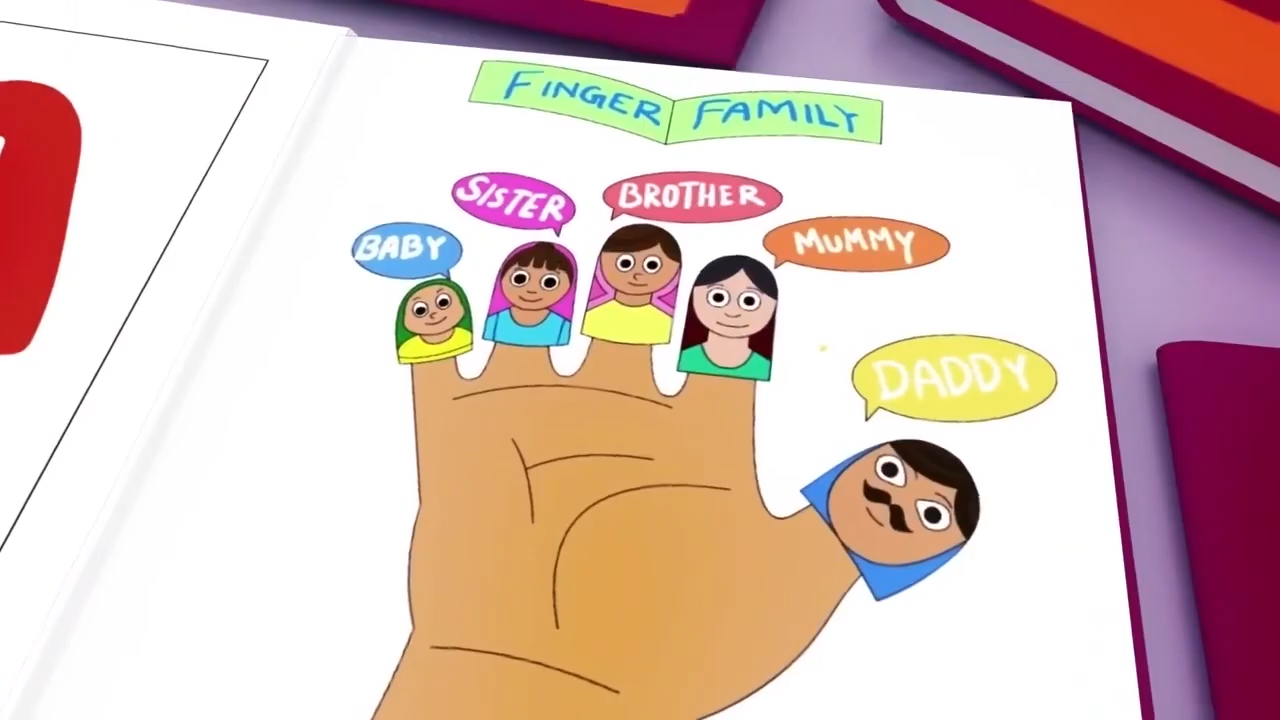 FINGER FAMILY
SISTER
BROTHER
BABY
MUMMY
DADDY